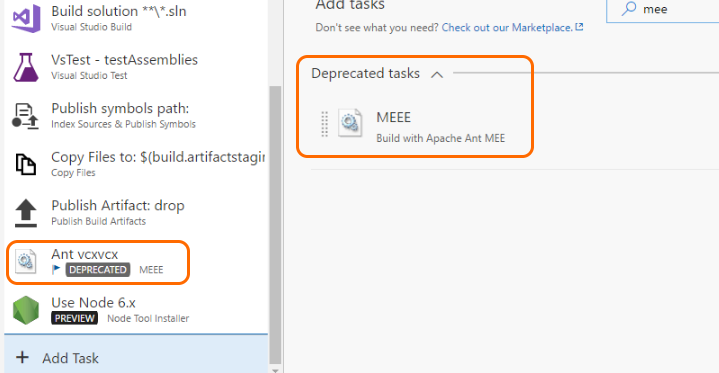 Build solution **\*.sln
Visual Studio Build
VsTest - testAssemblies
Visual Studio Test
Publish symbols path:
Index Sources & Publish Symbols
Copy Files to: $(build.artifactstagin
Copy Files
Publish Artifact: drop
Publish Build Artifacts
Ant vcxvcx
DEPRECATED MEEE
Use Node 6.x
PREVIEW Node Tool Installer
+ Add Task
Add tasks
mee
Don't see what you need? Check out our Marketplace.
Deprecated tasks
MEEE
Build with Apache Ant MEE